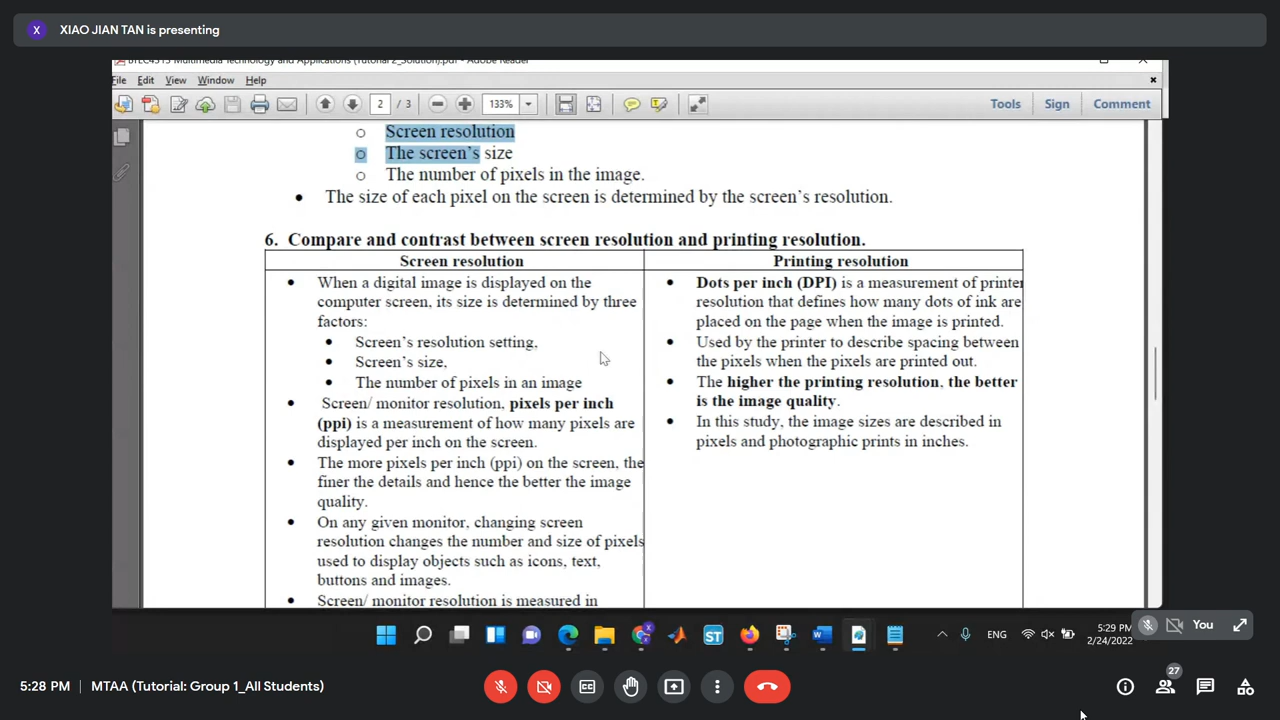 X XIAO JIAN TAN is presenting
BTEC4313 Multimedia Technology and Applications (Tutorial 2_Solution).pdf - Adobe Reader
File Edit View Window Help
2 / 3 133% Tools Sign Comment
Screen resolution
The screen's size
The number of pixels in the image.
The size of each pixel on the screen is determined by the screen's resolution.
6. Compare and contrast between screen resolution and printing resolution.
Screen resolution
When a digital image is displayed on the
computer screen, its size is determined by three
factors:
Screen's resolution setting,
Screen's size,
The number of pixels in an image
Screen/ monitor resolution, pixels per inch
(ppi) is a measurement of how many pixels are
displayed per inch on the screen.
The more pixels per inch (ppi) on the screen, the
finer the details and hence the better the image
quality.
On any given monitor, changing screen
resolution changes the number and size of pixels
used to display objects such as icons, text,
buttons and images.
Screen/ monitor resolution is measured in
Printing resolution
Dots per inch (DPI) is a measurement of printer
resolution that defines how many dots of ink are
placed on the page when the image is printed.
Used by the printer to describe spacing between
the pixels when the pixels are printed out.
The higher the printing resolution, the better
is the image quality.
In this study, the image sizes are described in
pixels and photographic prints in inches.
X
ST
W
ENG
5:29 PM
2/24/2022
You
5:28 PM | MTAA (Tutorial: Group 1_All Students)
27